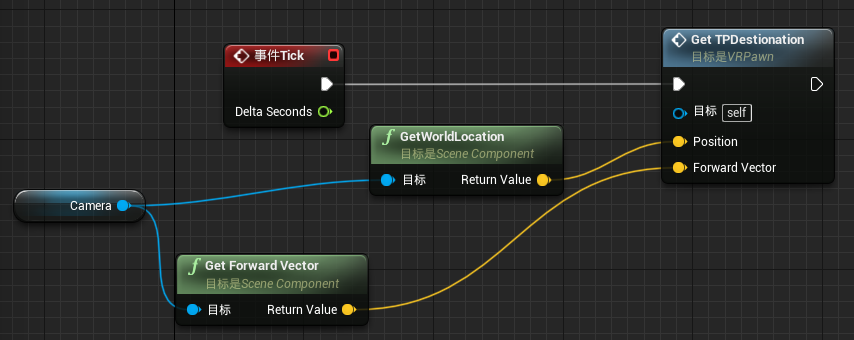 事件Tick
Delta Seconds
Get TPDestionation
目标是VRPawn
目标 self
Position
Forward Vector
GetWorldLocation
目标是Scene Component
目标 Return Value
Camera
Get Forward Vector
目标是Scene Component
目标 Return Value